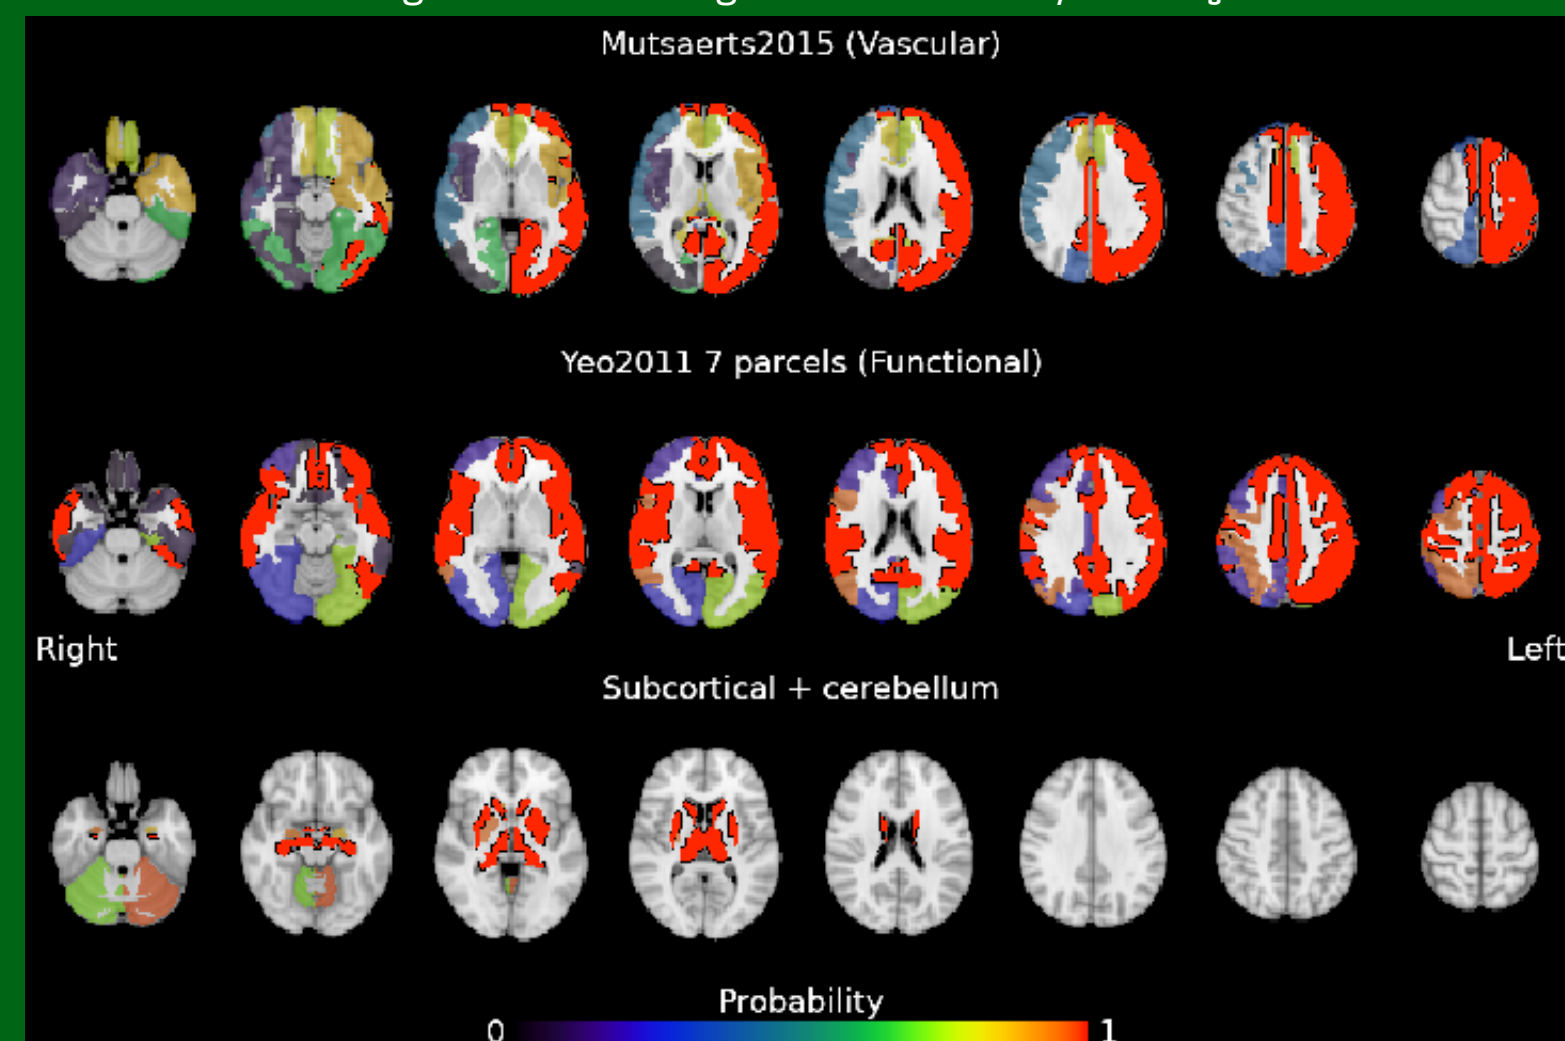 Mutsaerts2015 (Vascular)
Yeo2011 7 parcels (Functional)
Right
Left
Subcortical + cerebellum
Probability
0 1